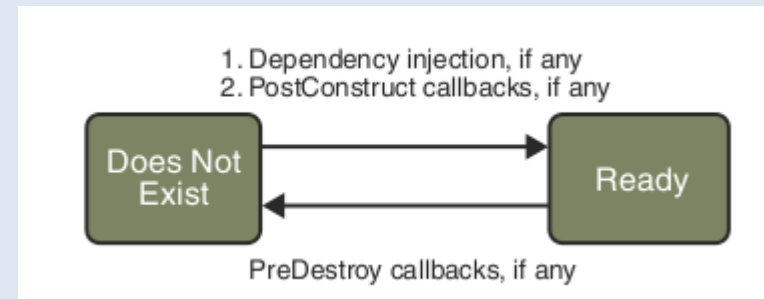 1. Dependency injection, if any
2. PostConstruct callbacks, if any
Does Not
Exist
Ready
PreDestroy callbacks, if any